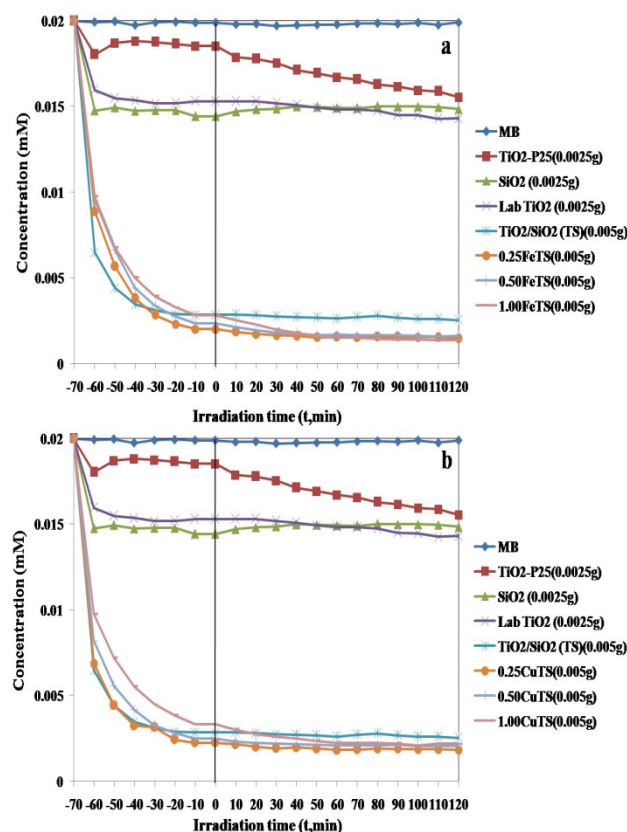 a
Concentration (mM)
0.02
0.015
0.01
0.005
0
-70 -60 -50 -40 -30 -20 -10 0 10 20 30 40 50 60 70 80 90 100 110 120
Irradiation time (t,min)
MB
TiO2-P25(0.0025g)
SiO2 (0.0025g)
Lab TiO2 (0.0025g)
TiO2/SiO2 (TS)(0.005g)
0.25FeTS(0.005g)
0.50FeTS(0.005g)
1.00FeTS(0.005g)
b
Concentration (mM)
0.02
0.015
0.01
0.005
0
-70 -60 -50 -40 -30 -20 -10 0 10 20 30 40 50 60 70 80 90 100 110 120
Irradiation time (t,min)
MB
TiO2-P25(0.0025g)
SiO2 (0.0025g)
Lab TiO2 (0.0025g)
TiO2/SiO2 (TS)(0.005g)
0.25CuTS(0.005g)
0.50CuTS(0.005g)
1.00CuTS(0.005g)